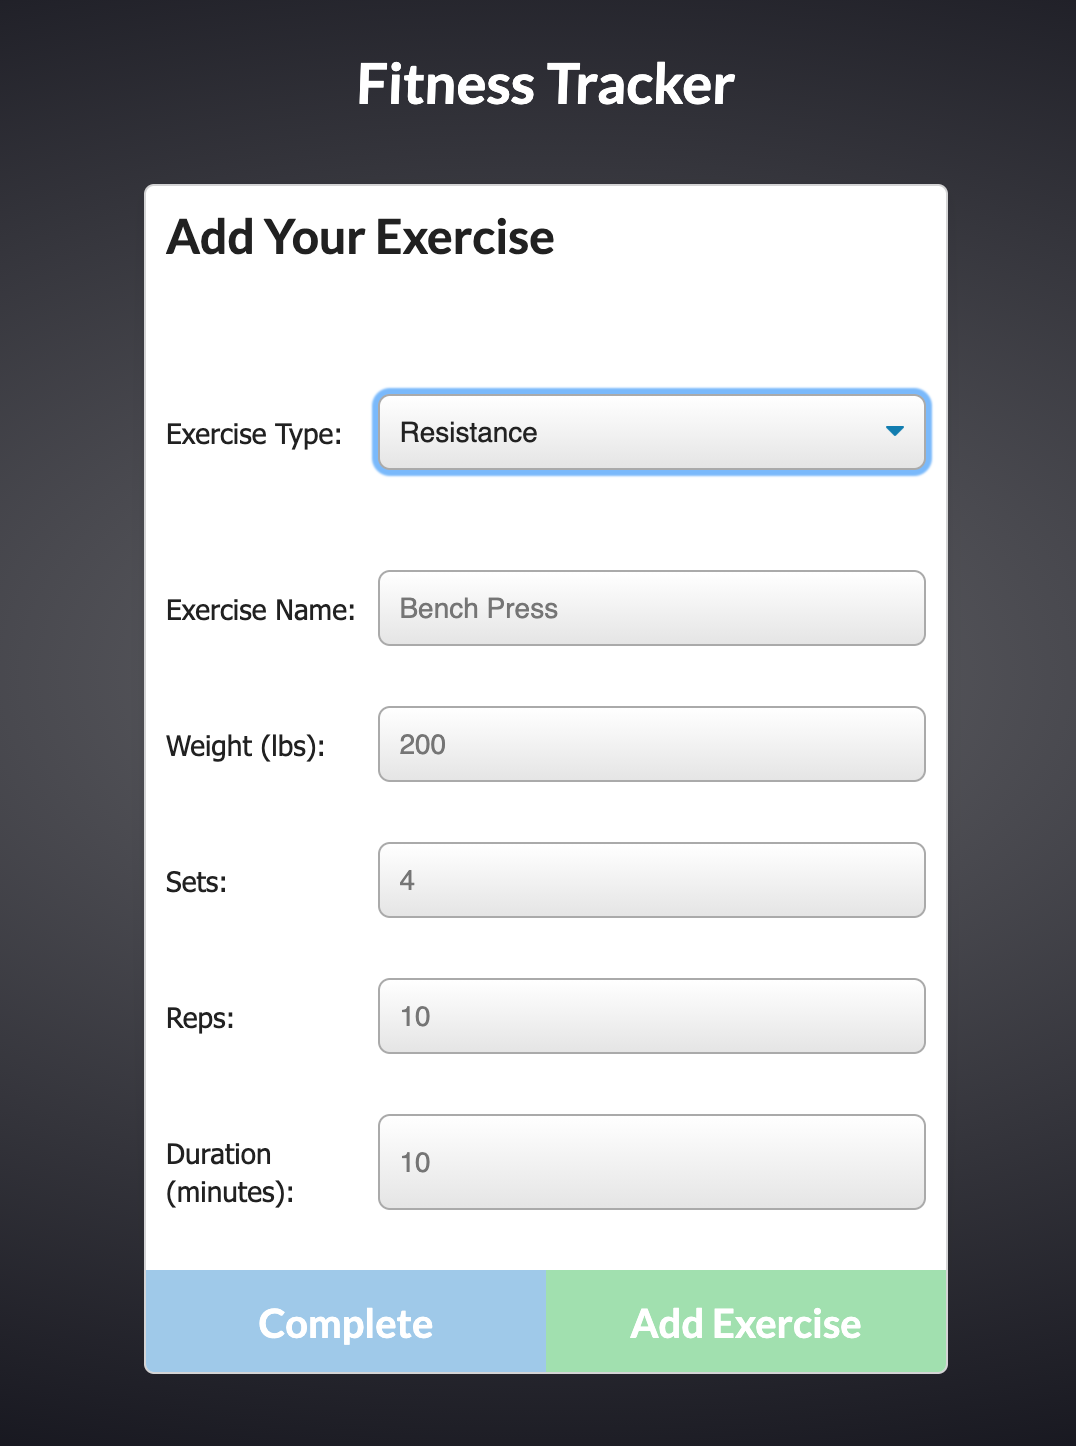 Fitness Tracker
Add Your Exercise
Exercise Type: Resistance
Exercise Name: Bench Press
Weight (lbs): 200
Sets: 4
Reps: 10
Duration
(minutes): 10
Complete Add Exercise